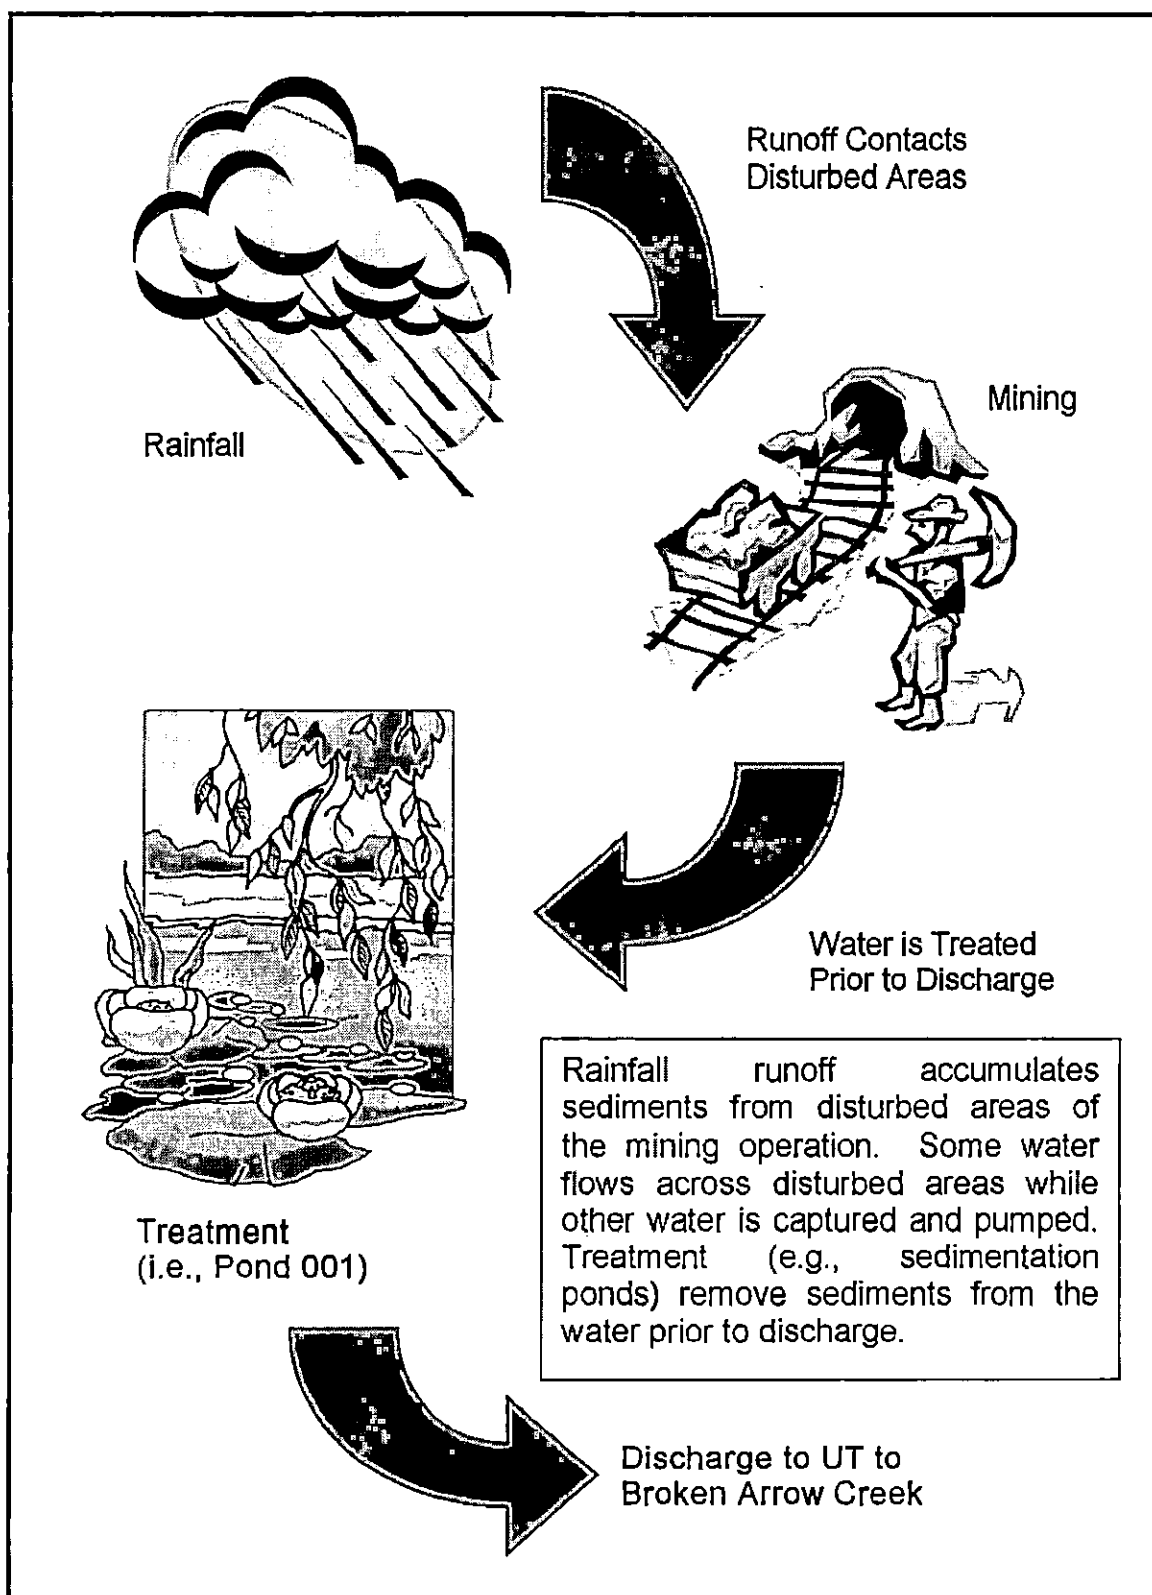 Runoff Contacts
Disturbed Areas
Rainfall
Mining
Water is Treated
Prior to Discharge
Rainfall runoff accumulates
sediments from disturbed areas of
the mining operation. Some water
flows across disturbed areas while
other water is captured and pumped.
Treatment (e.g., sedimentation
ponds) remove sediments from the
water prior to discharge.
Treatment
(i.e., Pond 001)
Discharge to UT to
Broken Arrow Creek